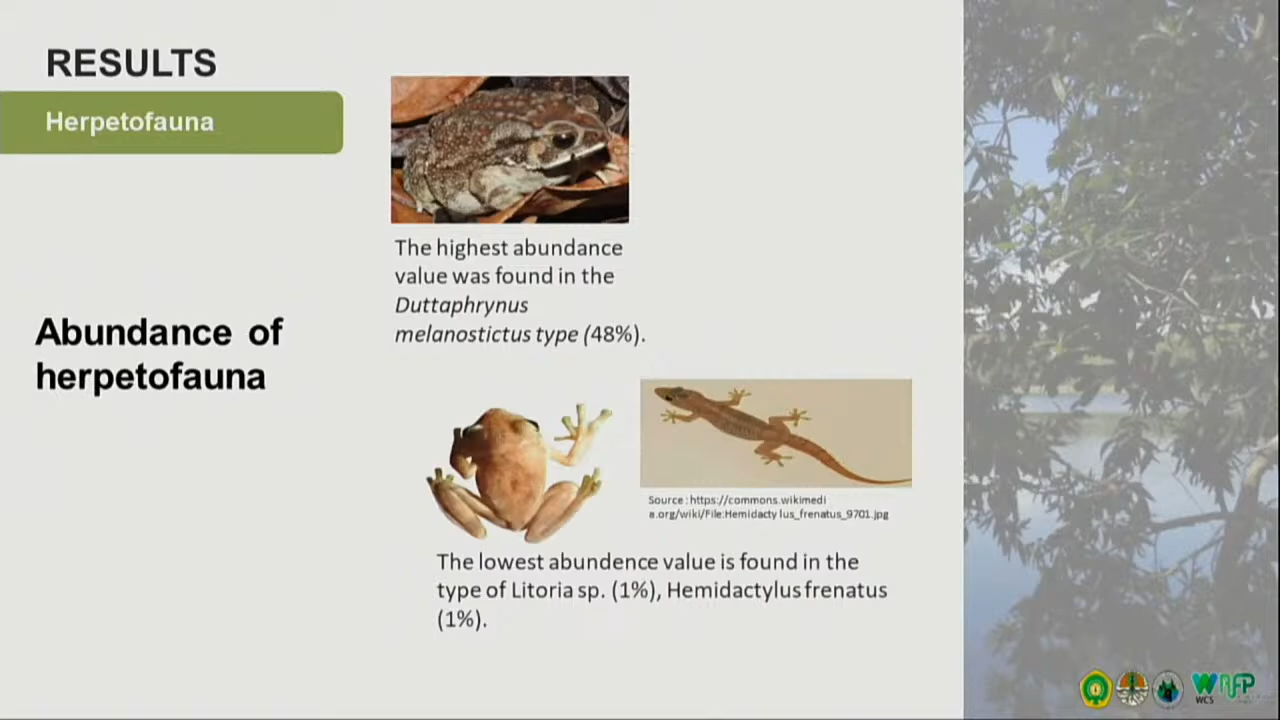 RESULTS
Herpetofauna
The highest abundance
value was found in the
Duttaphrynus
melanostictus type (48%).
Abundance of
herpetofauna
Source : https://commons.wikimedi
a.org/wiki/File:Hemidacty lus_frenatus_9701.jpg
The lowest abundence value is found in the
type of Litoria sp. (1%), Hemidactylus frenatus
(1%).
WCS